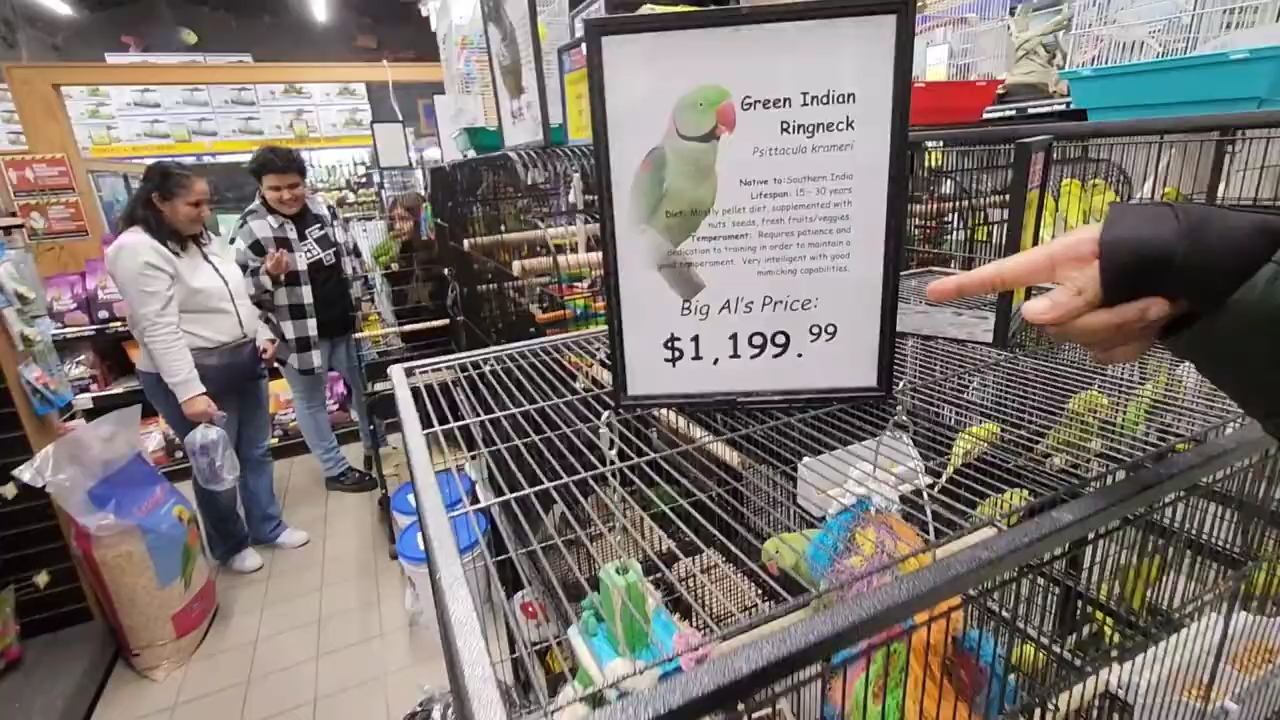 Green Indian
Ringneck
Psittacula krameri
Native to: Southern India
Lifespan: 15 - 30 years
Diet: Mostly pellet diet, supplemented with
nuts, seeds, fresh fruits/veggies.
Temperament: Requires patience and
dedication to training in order to maintain a
good temperament. Very intelligent with good
mimicking capabilities.
Big Al's Price:
$1,199.99